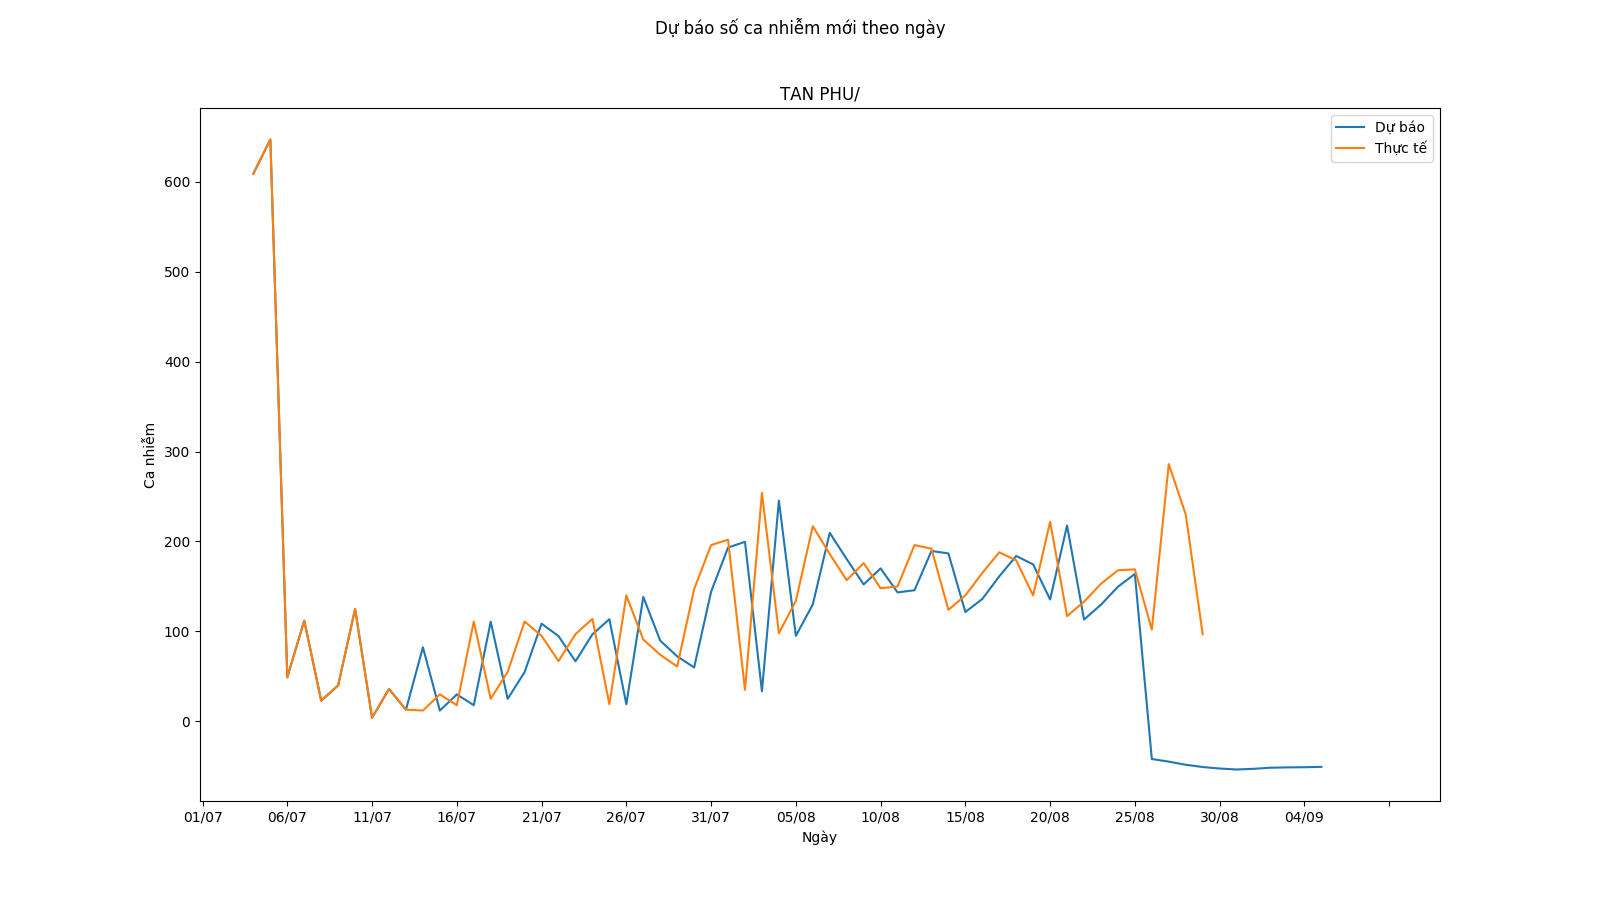 Dự báo số ca nhiễm mới theo ngày
TAN PHU/
Dự báo
Thực tế
600
500
400
300
200
100
0
Ca nhiễm
01/07 06/07 11/07 16/07 21/07 26/07 31/07 05/08 10/08 15/08 20/08 25/08 30/08 04/09
Ngày